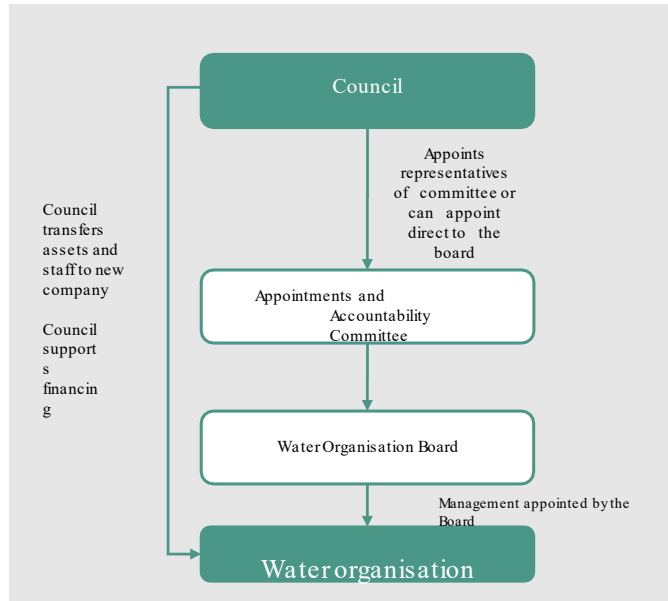 Council
Appoints
representatives
of committee or
can appoint
direct to the
board
Council
transfers
assets and
staff to new
company
Council
support
s
financin
g
Appointments and
Accountability
Committee
Water Organisation Board
Management appointed by the
Board
Water organisation